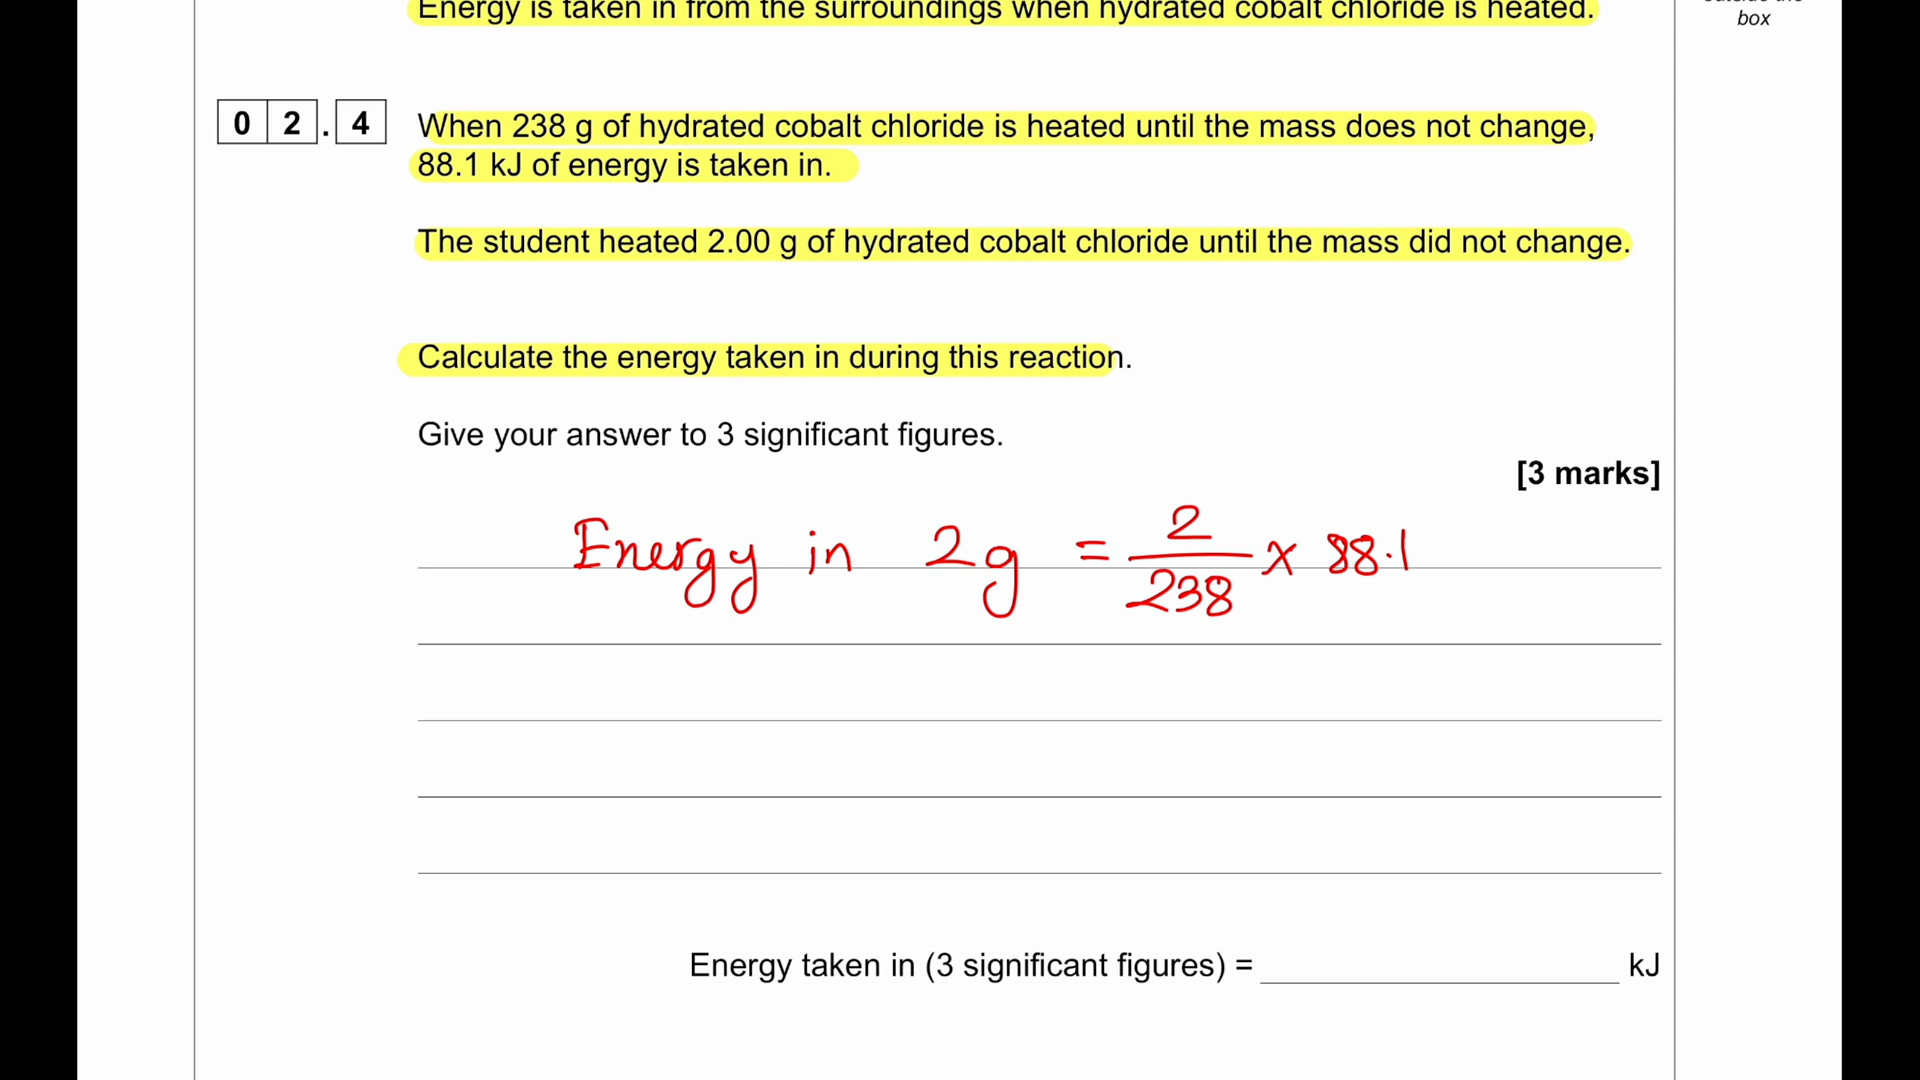 Energy is taken in from the surroundings when hydrated cobalt chloride is heated.
box
02.4 When 238 g of hydrated cobalt chloride is heated until the mass does not change,
88.1 kJ of energy is taken in.
The student heated 2.00 g of hydrated cobalt chloride until the mass did not change.
Calculate the energy taken in during this reaction.
Give your answer to 3 significant figures.
[3 marks]
Energy in 2g = 2/238 x 88.1
Energy taken in (3 significant figures) = ____ kJ